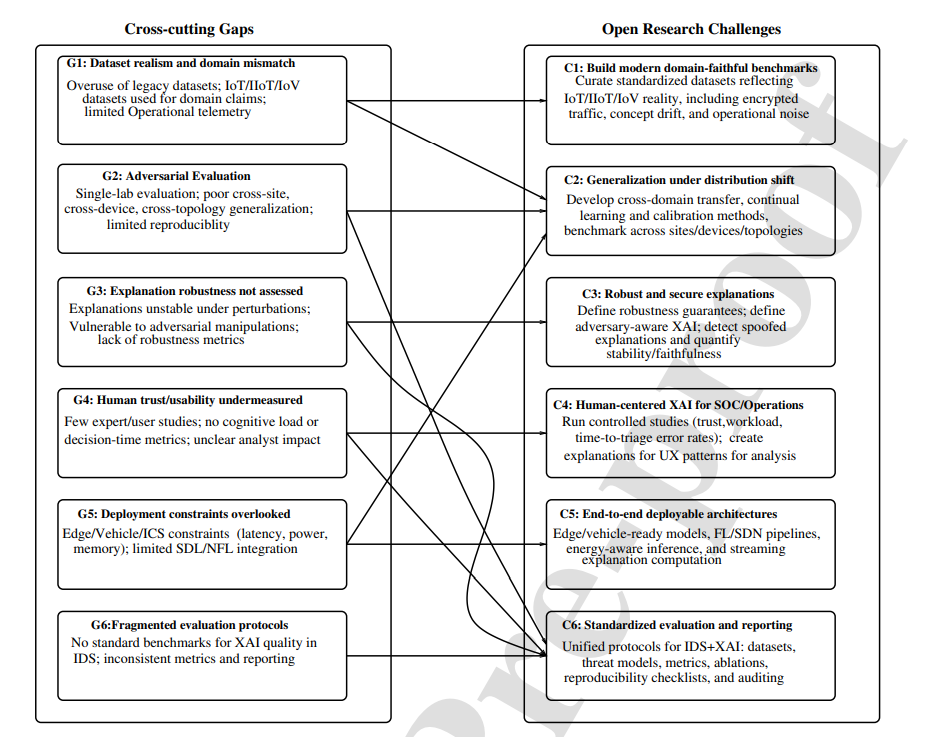 Cross-cutting Gaps
G1: Dataset realism and domain mismatch
Overuse of legacy datasets; IoT/IIoT/IoV
datasets used for domain claims;
limited Operational telemetry
G2: Adversarial Evaluation
Single-lab evaluation; poor cross-site,
cross-device, cross-topology generalization;
limited reproduciblity
G3: Explanation robustness not assessed
Explanations unstable under perturbations;
Vulnerable to adversarial manipulations;
lack of robustness metrics
G4: Human trust/usability undermeasured
Few expert/user studies; no cognitive load or
decision-time metrics; unclear analyst impact
G5: Deployment constraints overlooked
Edge/Vehicle/ICS constraints (latency, power,
memory); limited SDL/NFL integration
G6:Fragmented evaluation protocols
No standard benchmarks for XAI quality in
IDS; inconsistent metrics and reporting
Open Research Challenges
C1: Build modern domain-faithful benchmarks
Curate standardized datasets reflecting
IoT/IIoT/IoV reality, including encrypted
traffic, concept drift, and operational noise
C2: Generalization under distribution shift
Develop cross-domain transfer, continual
learning and calibration methods,
benchmark across sites/devices/topologies
C3: Robust and secure explanations
Define robustness guarantees; define
adversary-aware XAI; detect spoofed
explanations and quantify
stability/faithfulness
C4: Human-centered XAI for SOC/Operations
Run controlled studies (trust,workload,
time-to-triage error rates); create
explanations for UX patterns for analysis
C5: End-to-end deployable architectures
Edge/vehicle-ready models, FL/SDN pipelines,
energy-aware inference, and streaming
explanation computation
C6: Standardized evaluation and reporting
Unified protocols for IDS+XAI: datasets,
threat models, metrics, ablations,
reproducibility checklists, and auditing
Pre-proof